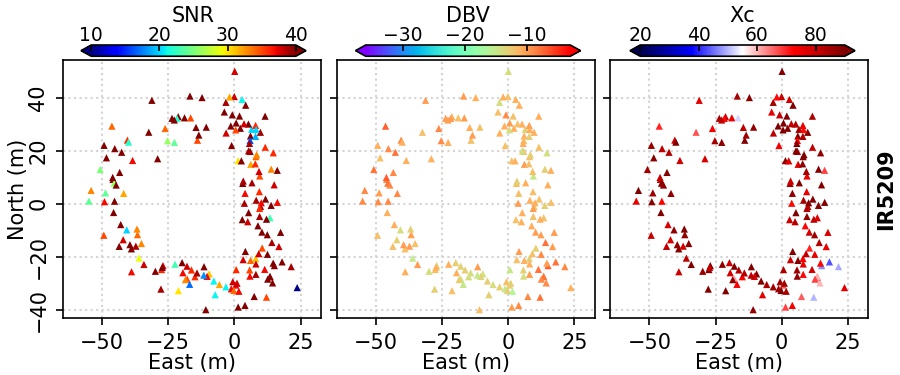 SNR DBV Xc
10 20 30 40 −30 −20 −10 20 40 60 80
40
20
0
−20
−40
North (m)
IR5209
−50 −25 0 25 −50 −25 0 25 −50 −25 0 25
East (m) East (m) East (m)